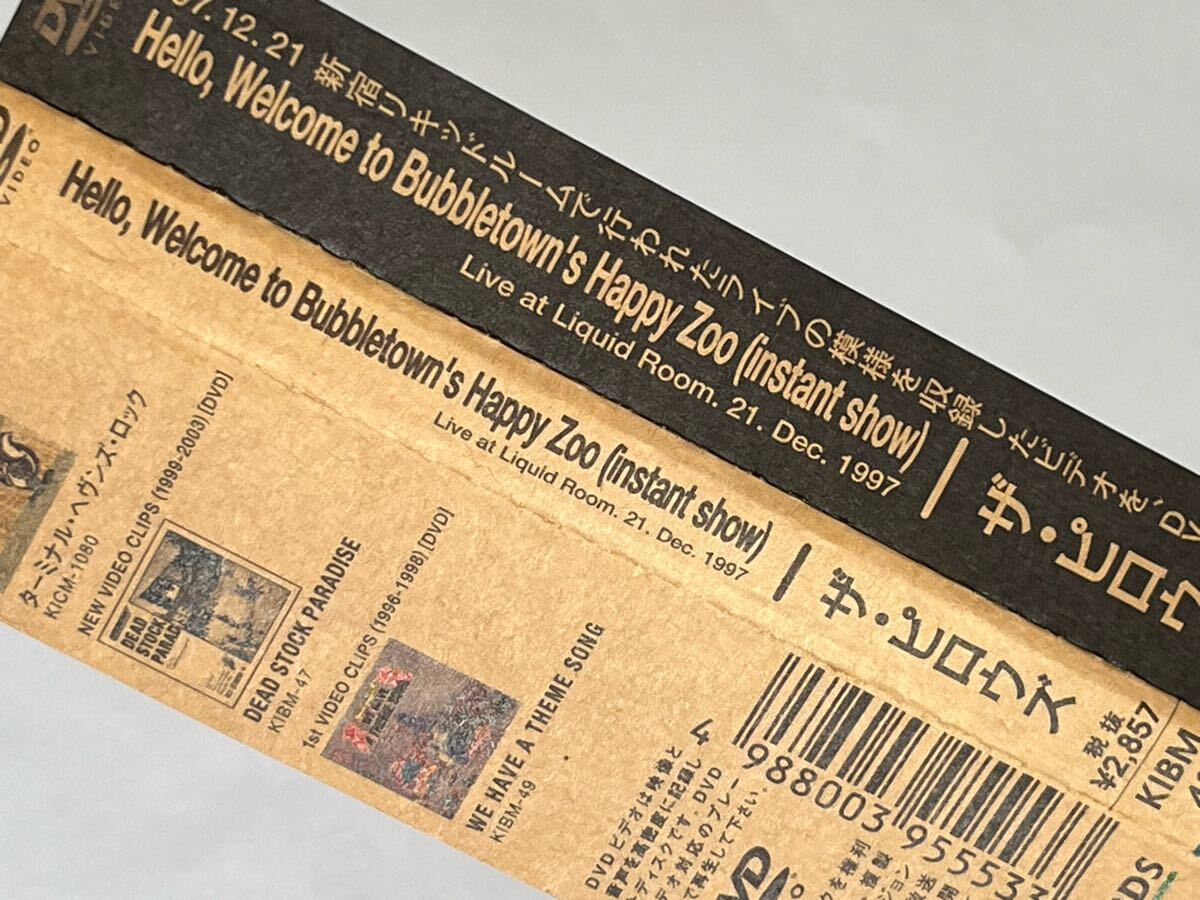 VIDEO
97.12.21 新宿リキッドルームで行われたライブの模様を収録したビデオを、DV
Hello, Welcome to Bubbletown's Happy Zoo (instant show)
Live at Liquid Room. 21. Dec. 1997
ザ・ピロウ
VIDEO
Hello, Welcome to Bubbletown's Happy Zoo (instant show)
Live at Liquid Room. 21. Dec. 1997
ザ・ピロウズ
税抜
¥2,857
KIBM
ターミナル・ヘヴンズ・ロック
KICM-1080
NEW VIDEO CLIPS (1999-2003) [DVD]
DEAD
STOCK
PARADI
DEAD STOCK PARADISE
KIBM-47
1st VIDEO CLIPS (1996-1998) [DVD]
WE HAVE A THEME SONG
KIBM-49
4 988003 95553
DVDビデオは映像と
音声を高密度に記録し
ディスクです。DVD
デオ対応のプレー
で再生して下さい。